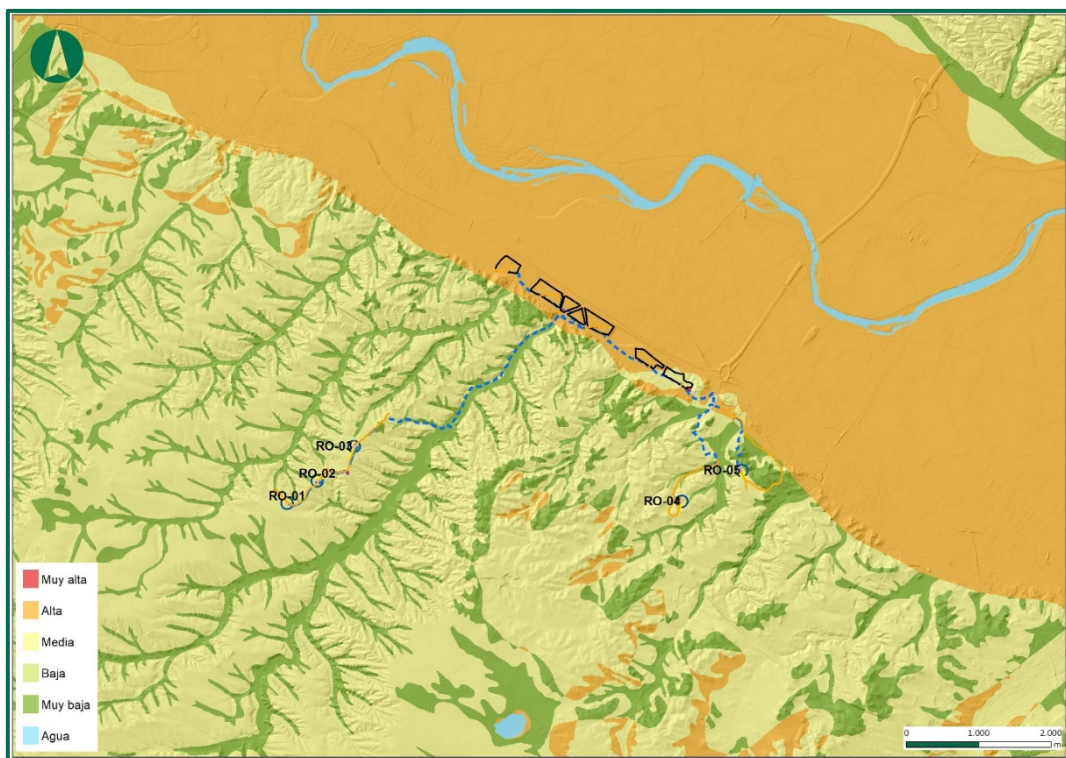 RO-03
RO-02
RO-01
RO-05
RO-04
Muy alta
Alta
Media
Baja
Muy baja
Agua
0 1.000 2.000
m